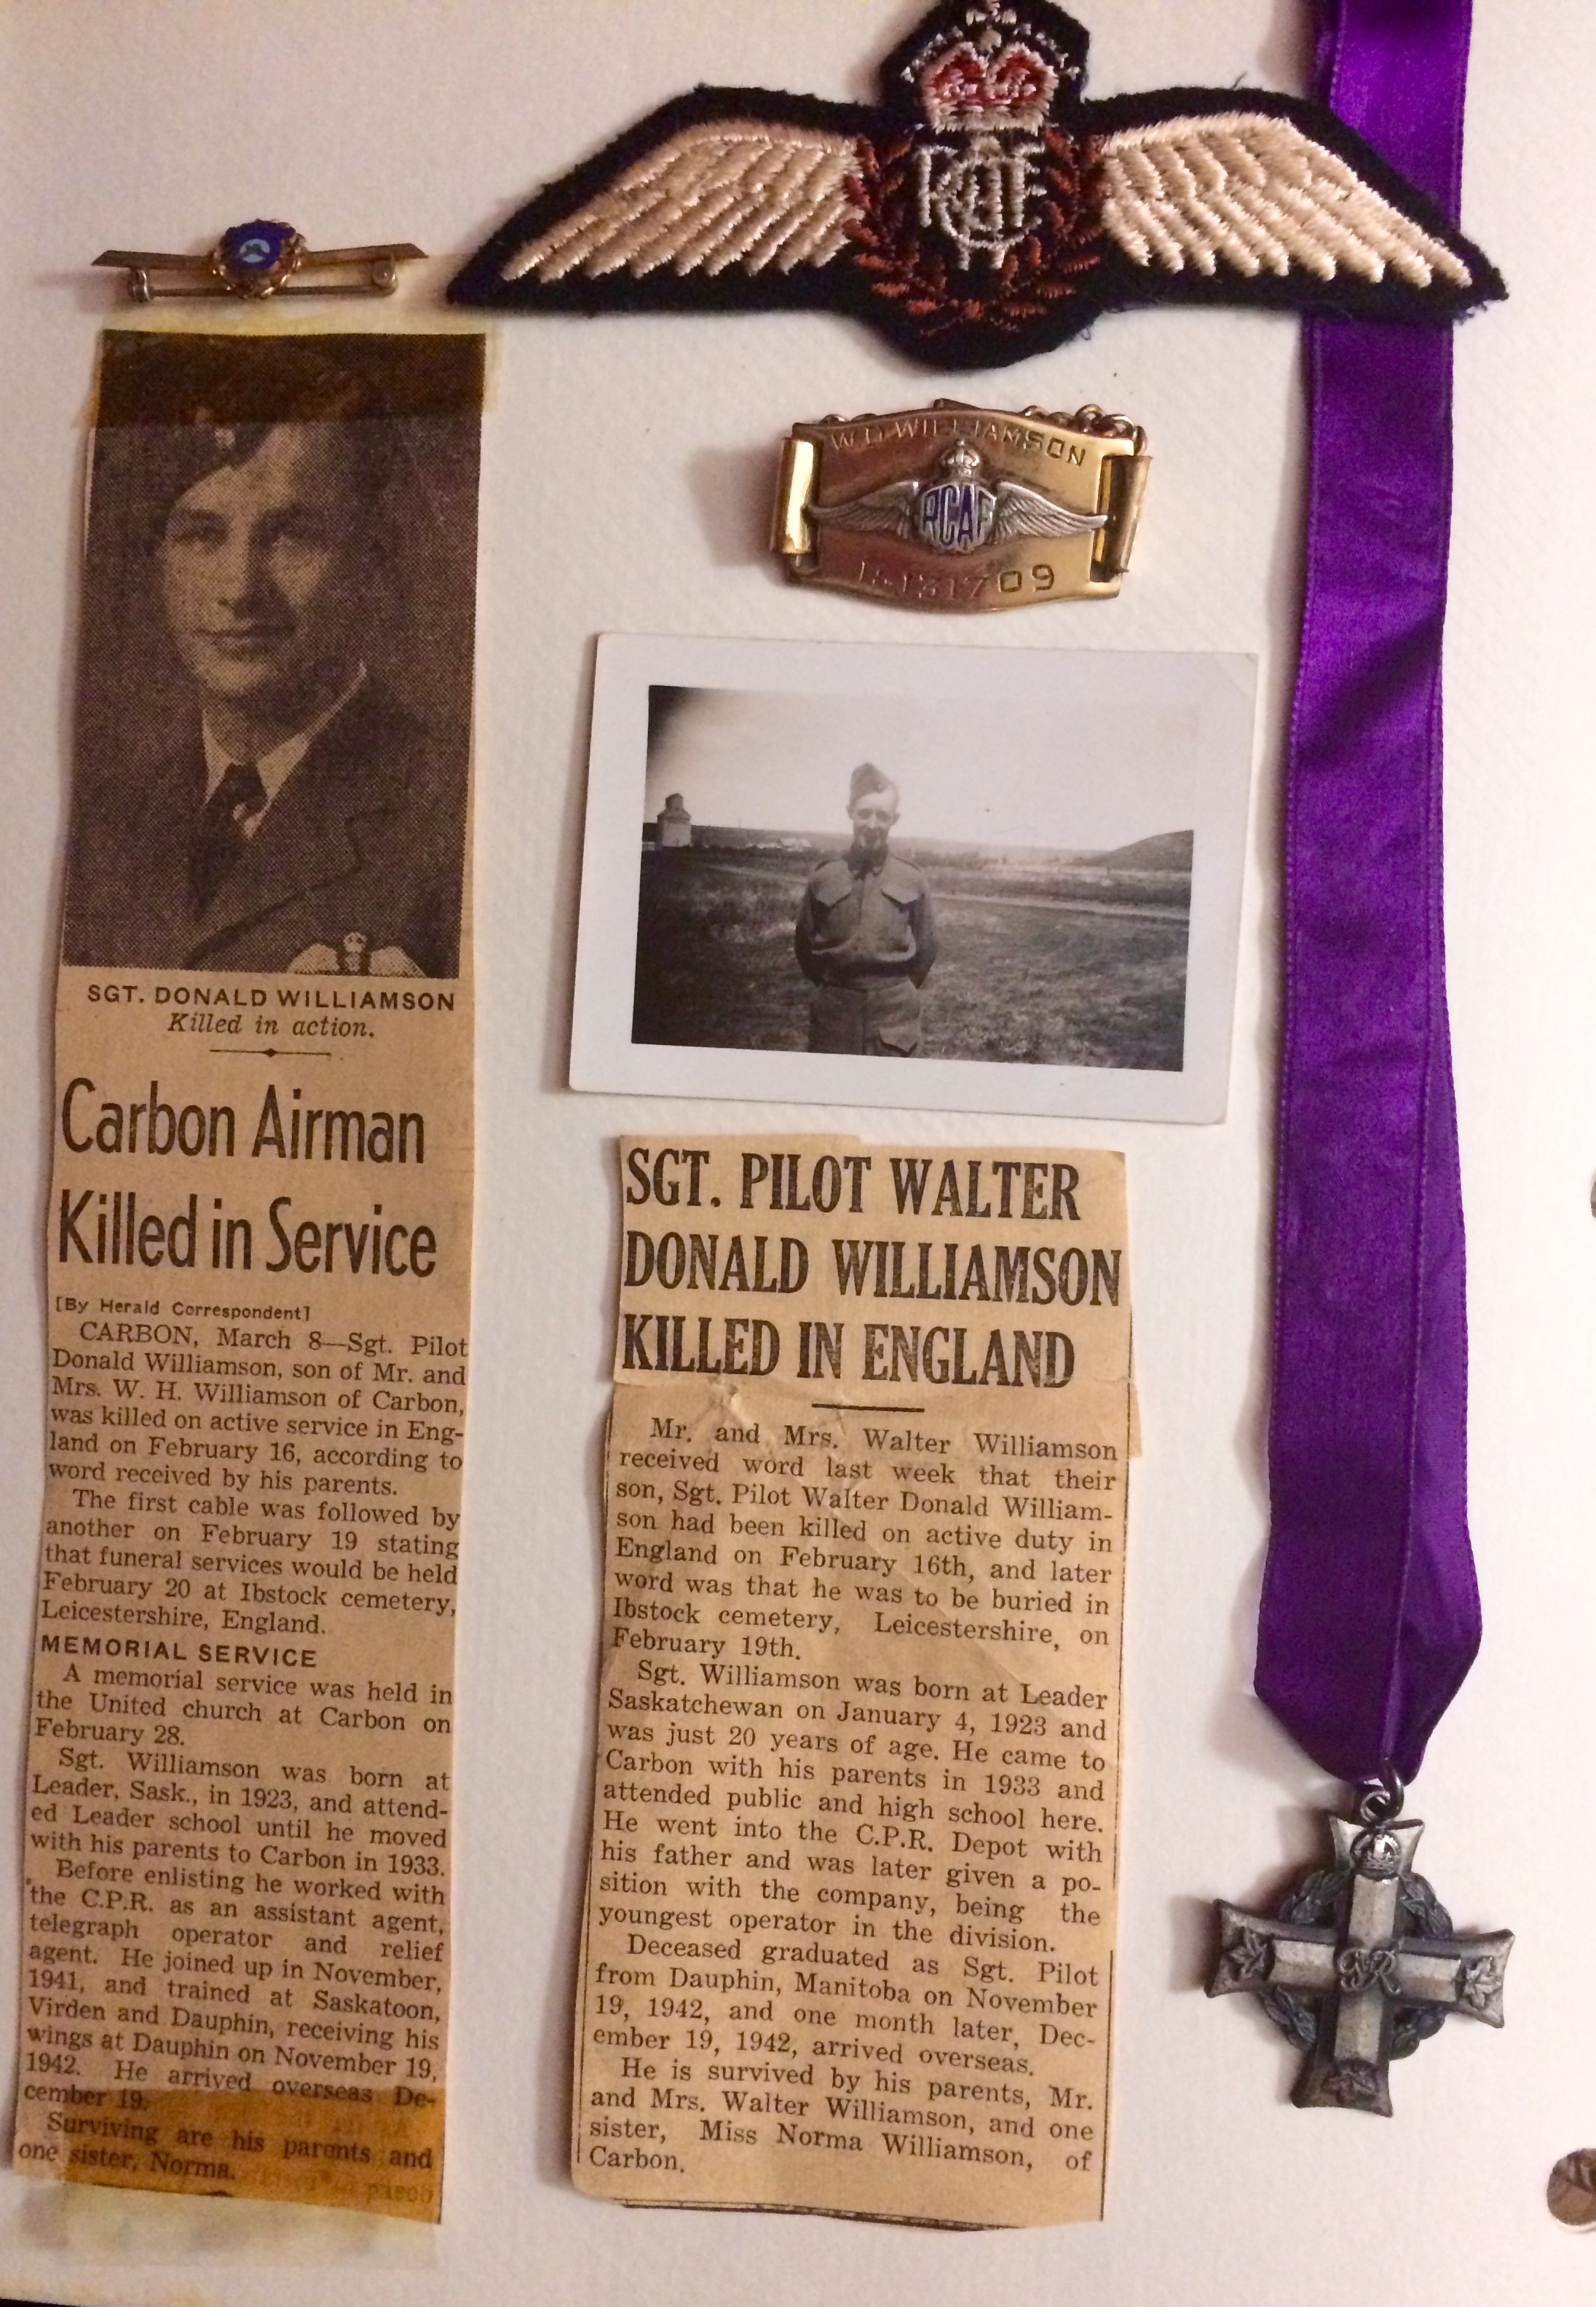 RCAF
W.D. WILLIAMSON
RCAF
SGT. DONALD WILLIAMSON
Killed in action.
Carbon Airman
Killed in Service
[By Herald Correspondent]
CARBON, March 8—Sgt. Pilot
Donald Williamson, son of Mr. and
Mrs. W. H. Williamson of Carbon,
was killed on active service in Eng-
land on February 16, according to
word received by his parents.
The first cable was followed by
another on February 19 stating
that funeral services would be held
February 20 at Ibstock cemetery,
Leicestershire, England.
MEMORIAL SERVICE
A memorial service was held in
the United church at Carbon on
February 28.
Sgt. Williamson was born at
Leader, Sask., in 1923, and attend-
ed Leader school until he moved
with his parents to Carbon in 1933.
Before enlisting he worked with
the C.P.R. as an assistant agent,
telegraph operator and relief
agent. He joined up in November,
1941, and trained at Saskatoon,
Virden and Dauphin, receiving his
wings at Dauphin on November 19,
1942. He arrived overseas De-
cember 19.
Surviving are his parents and
one sister, Norma.
SGT. PILOT WALTER
DONALD WILLIAMSON
KILLED IN ENGLAND
Mr. and Mrs. Walter Williamson
received word last week that their
son, Sgt. Pilot Walter Donald William-
son had been killed on active duty in
England on February 16th, and later
word was that he was to be buried in
Ibstock cemetery, Leicestershire, on
February 19th.
Sgt. Williamson was born at Leader
Saskatchewan on January 4, 1923 and
was just 20 years of age. He came to
Carbon with his parents in 1933 and
attended public and high school here.
He went into the C.P.R. Depot with
his father and was later given a po-
sition with the company, being the
youngest operator in the division.
Deceased graduated as Sgt. Pilot
from Dauphin, Manitoba on November
19, 1942, and one month later, Dec-
ember 19, 1942, arrived overseas.
He is survived by his parents, Mr.
and Mrs. Walter Williamson, and one
sister, Miss Norma Williamson, of
Carbon.
GRI